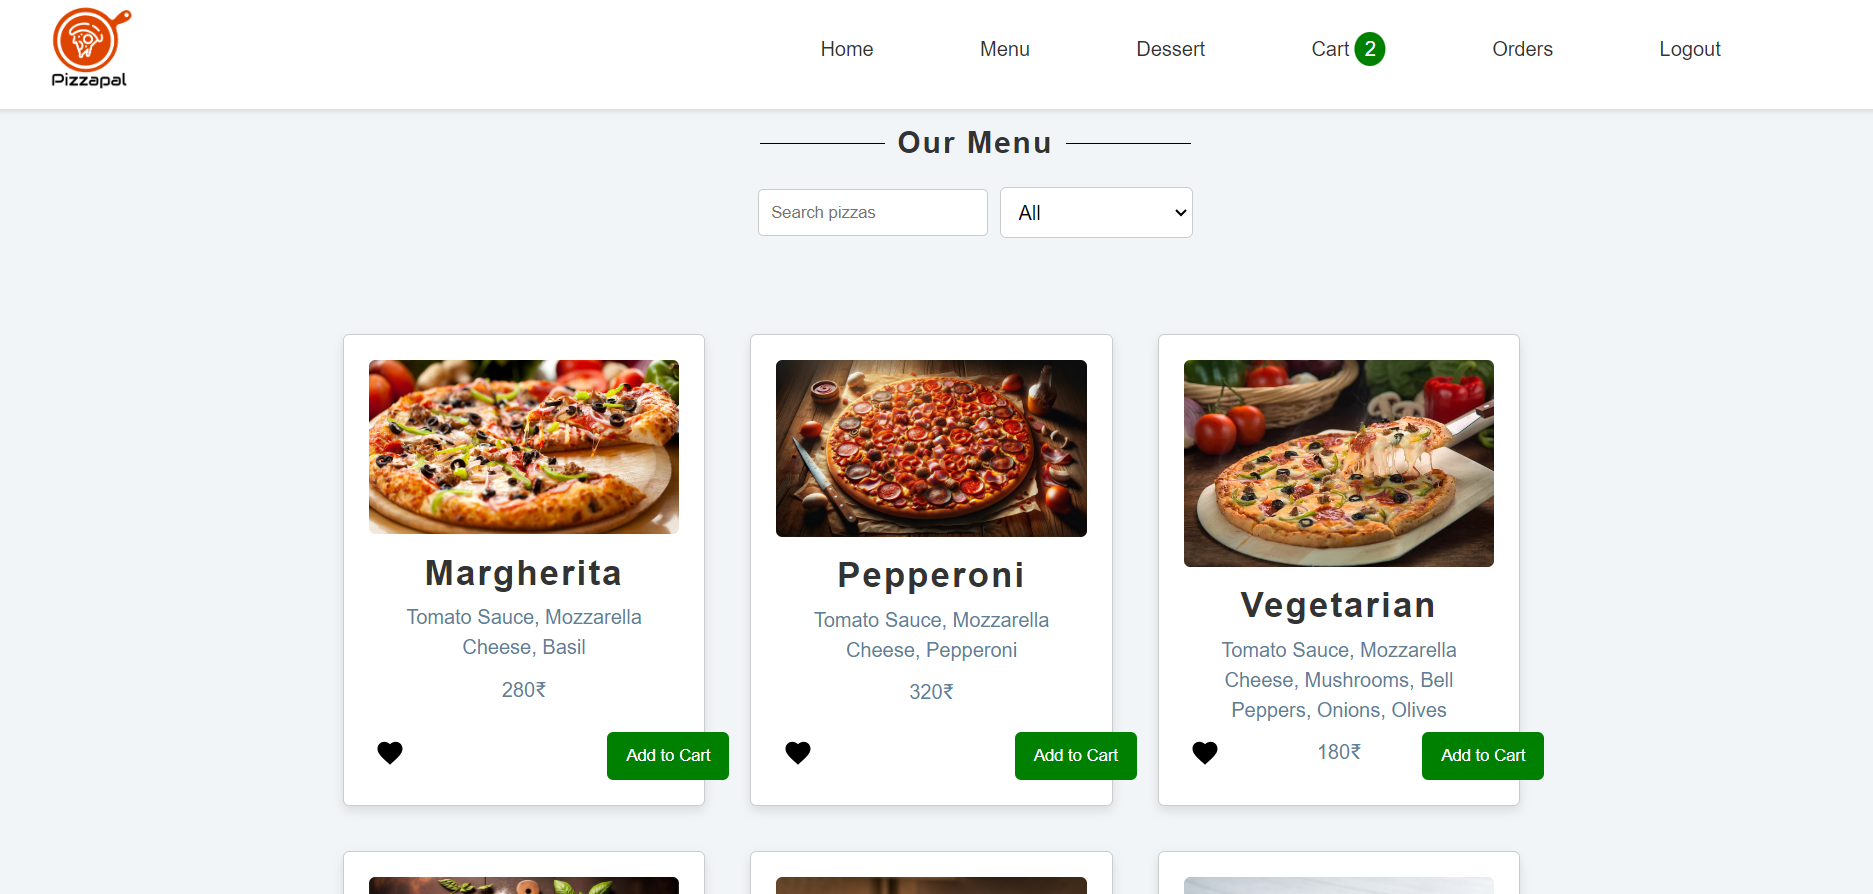 Pizzapal
Home
Menu
Dessert
Cart 2
Orders
Logout
Our Menu
Search pizzas
All
Margherita
Tomato Sauce, Mozzarella
Cheese, Basil
280₹
Add to Cart
Pepperoni
Tomato Sauce, Mozzarella
Cheese, Pepperoni
320₹
Add to Cart
Vegetarian
Tomato Sauce, Mozzarella
Cheese, Mushrooms, Bell
Peppers, Onions, Olives
180₹
Add to Cart